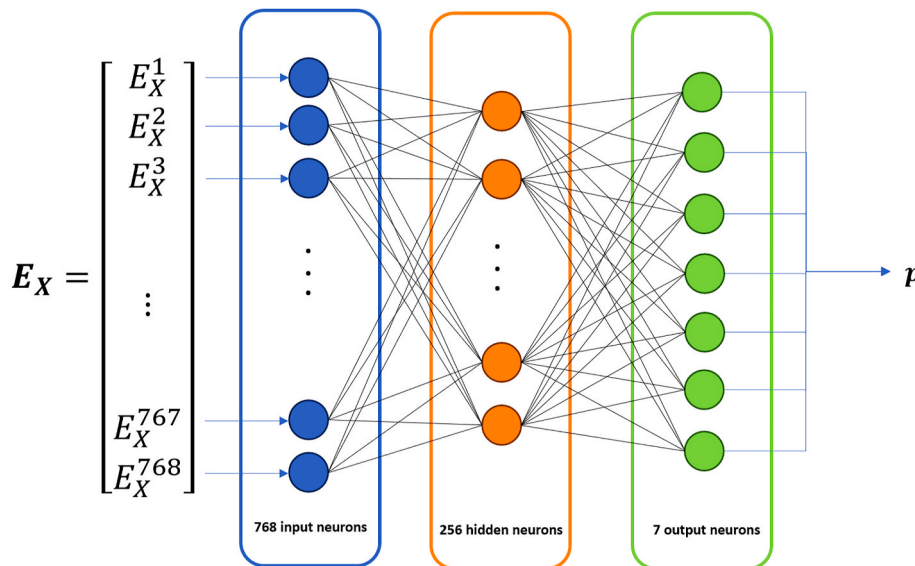 E_X^1
E_X^2
E_X^3
⋮
E_X =
E_X^767
E_X^768
768 input neurons
256 hidden neurons
7 output neurons